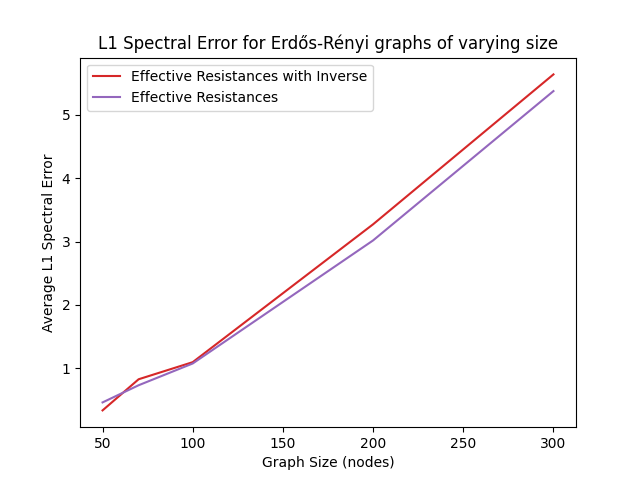 L1 Spectral Error for Erdős-Rényi graphs of varying size
Effective Resistances with Inverse
Effective Resistances
Average L1 Spectral Error
5
4
3
2
1
50 100 150 200 250 300
Graph Size (nodes)